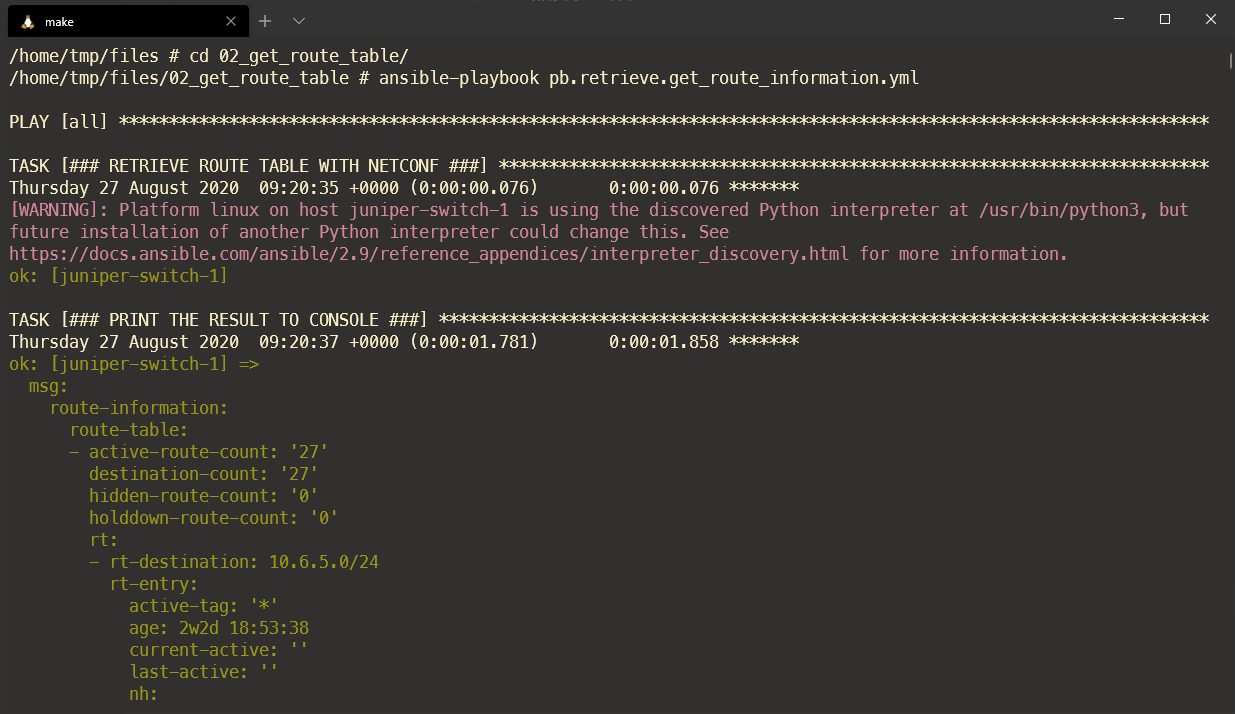 make
/home/tmp/files # cd 02_get_route_table/
/home/tmp/files/02_get_route_table # ansible-playbook pb.retrieve.get_route_information.yml
PLAY [all] *************************************************************************************************************
TASK [### RETRIEVE ROUTE TABLE WITH NETCONF ###] ***********************************************************************
Thursday 27 August 2020  09:20:35 +0000 (0:00:00.076)       0:00:00.076 *******
[WARNING]: Platform linux on host juniper-switch-1 is using the discovered Python interpreter at /usr/bin/python3, but
future installation of another Python interpreter could change this. See
https://docs.ansible.com/ansible/2.9/reference_appendices/interpreter_discovery.html for more information.
ok: [juniper-switch-1]
TASK [### PRINT THE RESULT TO CONSOLE ###] *****************************************************************************
Thursday 27 August 2020  09:20:37 +0000 (0:00:01.781)       0:00:01.858 *******
ok: [juniper-switch-1] =>
  msg:
    route-information:
      route-table:
      - active-route-count: '27'
        destination-count: '27'
        hidden-route-count: '0'
        holddown-route-count: '0'
        rt:
        - rt-destination: 10.6.5.0/24
          rt-entry:
            active-tag: '*'
            age: 2w2d 18:53:38
            current-active: ''
            last-active: ''
            nh: